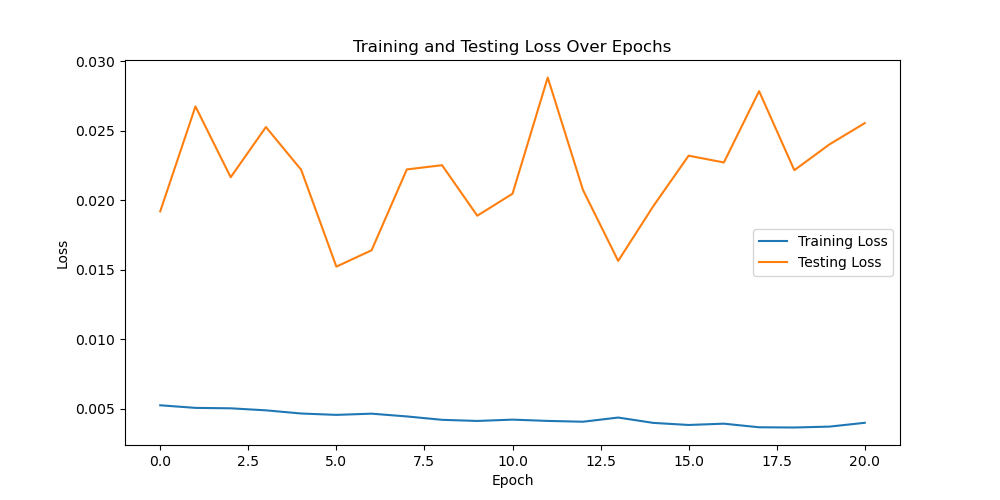 Training and Testing Loss Over Epochs
0.030
0.025
0.020
0.015
0.010
0.005
Loss
Training Loss
Testing Loss
0.0 2.5 5.0 7.5 10.0 12.5 15.0 17.5 20.0
Epoch